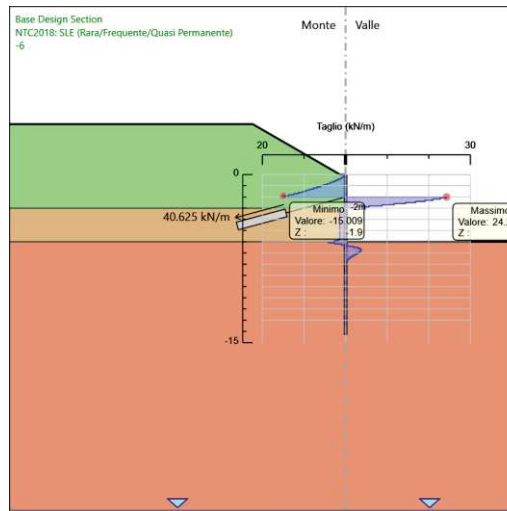 Base Design Section
NTC2018: SLE (Rara/Frequente/Quasi Permanente)
-6
Monte
Valle
Taglio (kN/m)
20
30
0
40.625 kN/m
Minimo
-2m
Valore: -15.009
Z :
-1.9
Massimo
Valore: 24.
Z :
-15